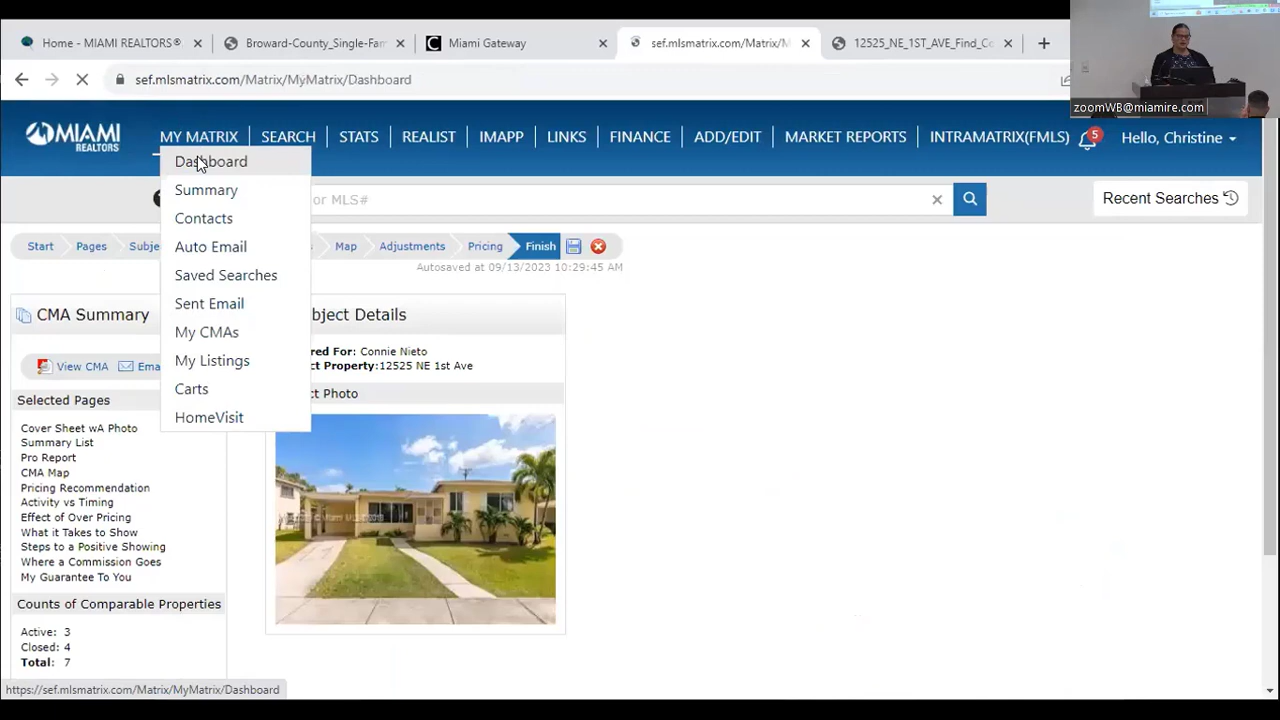 Home - MIAMI REALTORS®
Broward-County_Single-Fam
Miami Gateway
sef.mlsmatrix.com/Matrix/M
12525_NE_1ST_AVE_Find_Co
sef.mlsmatrix.com/Matrix/MyMatrix/Dashboard
zoomWB@miamire.com
MIAMI REALTORS
MY MATRIX
SEARCH
STATS
REALIST
IMAPP
LINKS
FINANCE
ADD/EDIT
MARKET REPORTS
INTRAMATRIX(FMLS)
5
Hello, Christine
Dashboard
Summary
Contacts
Auto Email
Saved Searches
Sent Email
My CMAs
My Listings
Carts
HomeVisit
or MLS#
Recent Searches
Start
Pages
Subje
Map
Adjustments
Pricing
Finish
Autosaved at 09/13/2023 10:29:45 AM
CMA Summary
View CMA
Ema
Selected Pages
Cover Sheet wA Photo
Summary List
Pro Report
CMA Map
Pricing Recommendation
Activity vs Timing
Effect of Over Pricing
What it Takes to Show
Steps to a Positive Showing
Where a Commission Goes
My Guarantee To You
Counts of Comparable Properties
Active: 3
Closed: 4
Total: 7
bject Details
red For: Connie Nieto
ct Property:12525 NE 1st Ave
ct Photo
https://sef.mlsmatrix.com/Matrix/MyMatrix/Dashboard